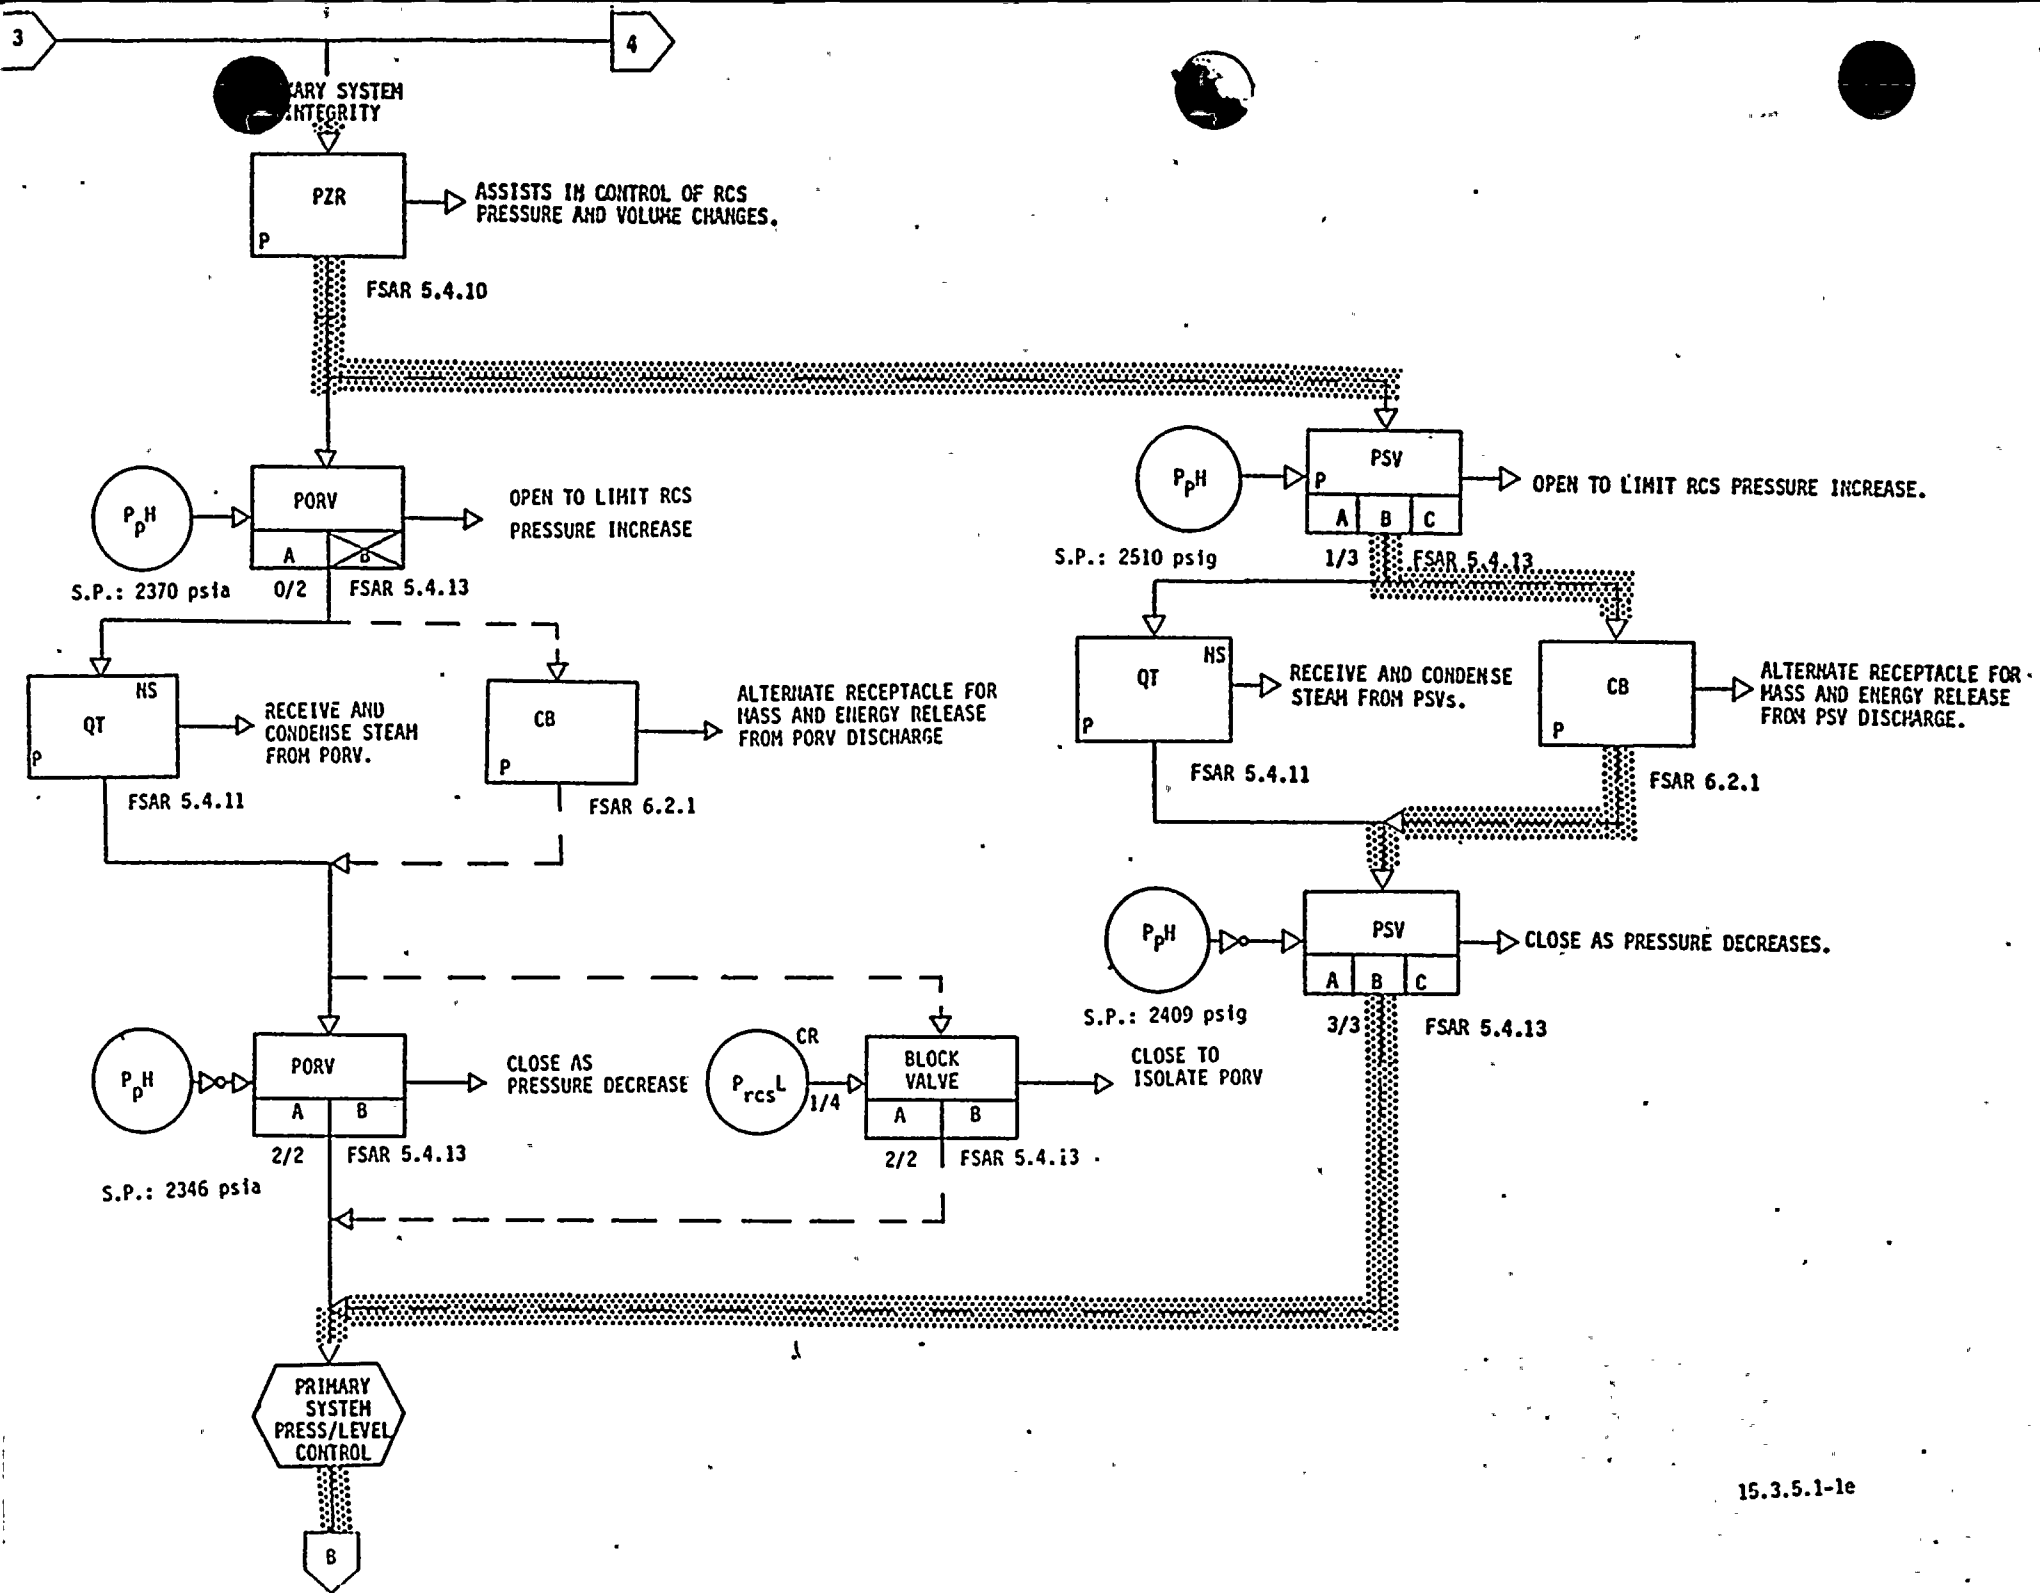 3
4
ARY SYSTEM
INTEGRITY
PZR
P
ASSISTS IN CONTROL OF RCS
PRESSURE AND VOLUME CHANGES.
FSAR 5.4.10
PpH
PORV
A
B
OPEN TO LIMIT RCS
PRESSURE INCREASE
S.P.: 2370 psia
0/2
FSAR 5.4.13
PpH
PSV
P
A
B
C
OPEN TO LIMIT RCS PRESSURE INCREASE.
S.P.: 2510 psig
1/3
FSAR 5.4.13
NS
QT
P
RECEIVE AND
CONDENSE STEAM
FROM PORV.
FSAR 5.4.11
CB
P
ALTERNATE RECEPTACLE FOR
MASS AND ENERGY RELEASE
FROM PORV DISCHARGE
FSAR 6.2.1
NS
QT
P
RECEIVE AND CONDENSE
STEAM FROM PSVs.
FSAR 5.4.11
CB
P
ALTERNATE RECEPTACLE FOR
MASS AND ENERGY RELEASE
FROM PSV DISCHARGE.
FSAR 6.2.1
PpH
PSV
A
B
C
CLOSE AS PRESSURE DECREASES.
S.P.: 2409 psig
3/3
FSAR 5.4.13
PpH
PORV
A
B
CLOSE AS
PRESSURE DECREASE
2/2
FSAR 5.4.13
S.P.: 2346 psia
CR
PrcsL
1/4
BLOCK
VALVE
A
B
CLOSE TO
ISOLATE PORV
2/2
FSAR 5.4.13
PRIMARY
SYSTEM
PRESS/LEVEL
CONTROL
B
15.3.5.1-1e